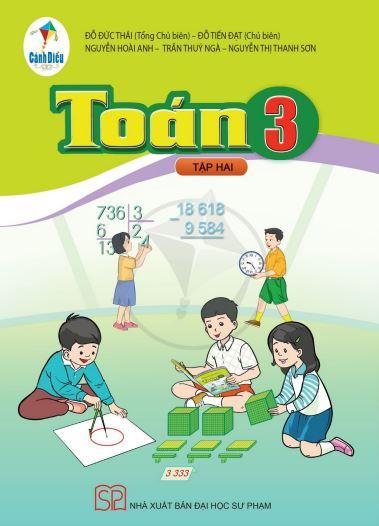 Cánh Diều
ĐỖ ĐỨC THÁI (Tổng Chủ biên) – ĐỖ TIẾN ĐẠT (Chủ biên)
NGUYỄN HOÀI ANH – TRẦN THUÝ NGÀ – NGUYỄN THỊ THANH SƠN
Toán 3
TẬP HAI
736 3
6 24
13
- 18 618
9 584
3 333
SP NHÀ XUẤT BẢN ĐẠI HỌC SƯ PHẠM